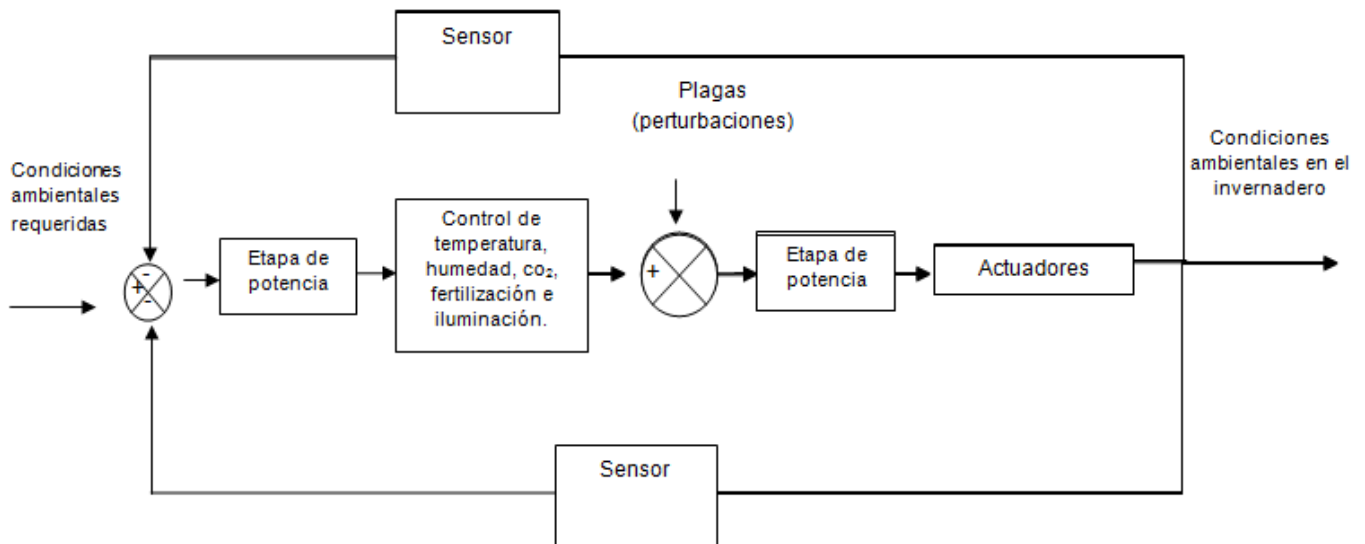 Sensor
Plagas
(perturbaciones)
Condiciones
ambientales en el
invernadero
Condiciones
ambientales
requeridas
Control de
temperatura,
humedad, co₂,
fertilización e
iluminación.
Etapa de
potencia
Etapa de
potencia
Actuadores
-
+
-
+
Sensor